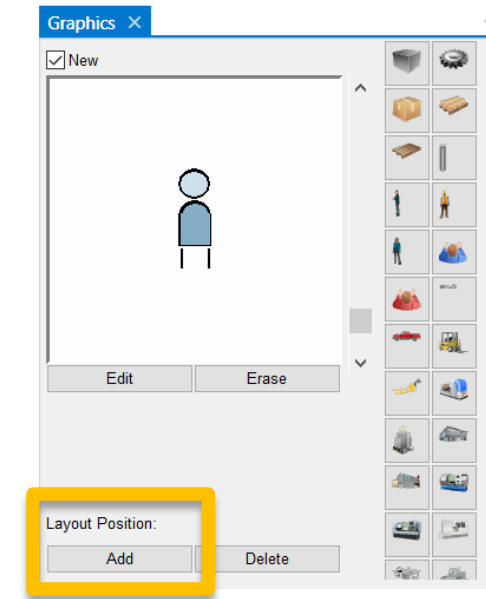 Graphics ×
New
Edit Erase
Layout Position:
Add Delete